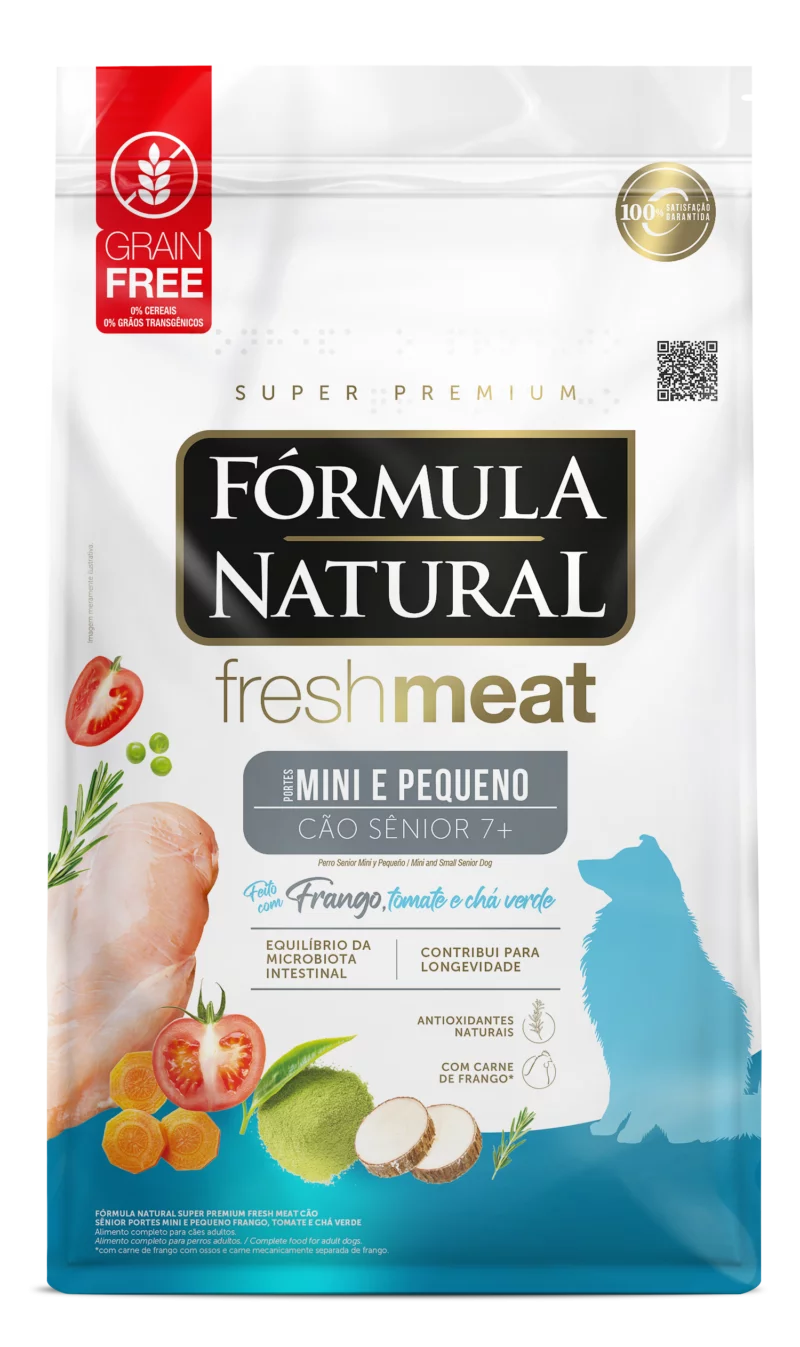 GRAIN
FREE
0% CEREAIS
0% GRÃOS TRANSGÊNICOS
100% SATISFAÇÃO
GARANTIDA
SUPER PREMIUM
FÓRMULA
NATURAL
freshmeat
Imagem meramente ilustrativa.
PORTES
MINI E PEQUENO
CÃO SÊNIOR 7+
Perro Senior Mini y Pequeño / Mini and Small Senior Dog
Feito
com Frango, tomate e chá verde
EQUILÍBRIO DA
MICROBIOTA
INTESTINAL
CONTRIBUI PARA
LONGEVIDADE
ANTIOXIDANTES
NATURAIS
COM CARNE
DE FRANGO*
FÓRMULA NATURAL SUPER PREMIUM FRESH MEAT CÃO
SÊNIOR PORTES MINI E PEQUENO FRANGO, TOMATE E CHÁ VERDE
Alimento completo para cães adultos.
Alimento completo para perros adultos. / Complete food for adult dogs.
*com carne de frango com ossos e carne mecanicamente separada de frango.